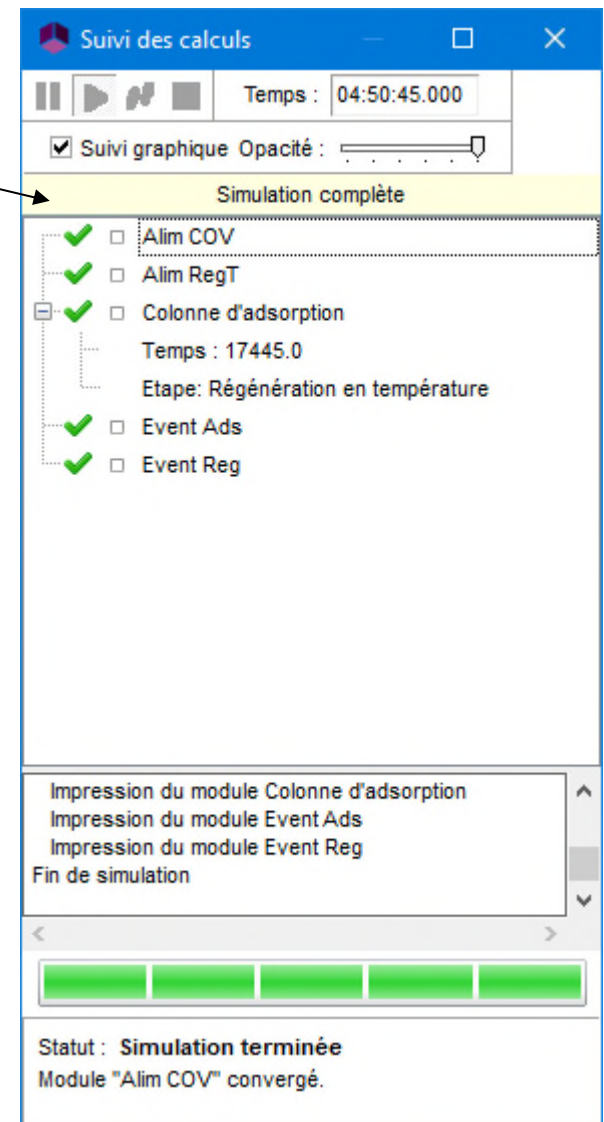 Suivi des calculs
Temps : 04:50:45.000
Suivi graphique Opacité :
Simulation complète
Alim COV
Alim RegT
Colonne d'adsorption
Temps : 17445.0
Etape: Régénération en température
Event Ads
Event Reg
Impression du module Colonne d'adsorption
Impression du module Event Ads
Impression du module Event Reg
Fin de simulation
Statut : Simulation terminée
Module "Alim COV" convergé.